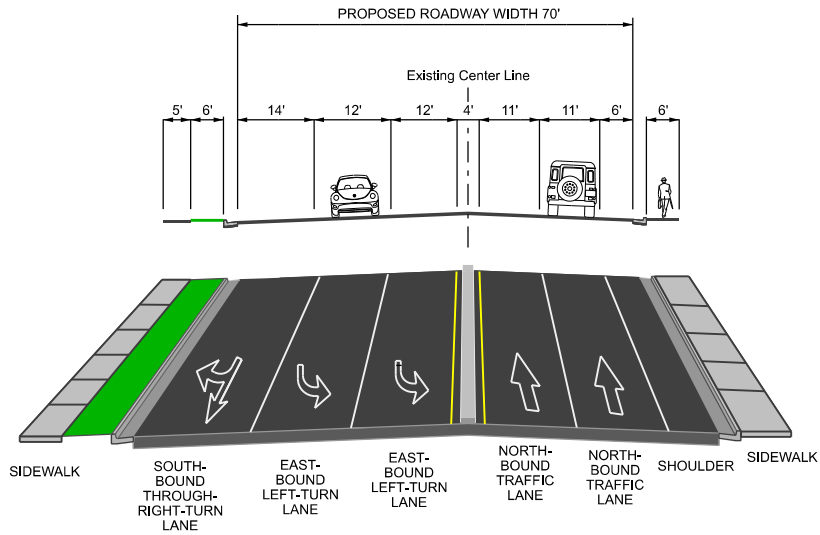 PROPOSED ROADWAY WIDTH 70'
Existing Center Line
5' 6' 14' 12' 12' 4' 11' 11' 6' 6'
SIDEWALK
SOUTH-
BOUND
THROUGH-
RIGHT-TURN
LANE
EAST-
BOUND
LEFT-TURN
LANE
EAST-
BOUND
LEFT-TURN
LANE
NORTH-
BOUND
TRAFFIC
LANE
NORTH-
BOUND
TRAFFIC
LANE
SHOULDER
SIDEWALK